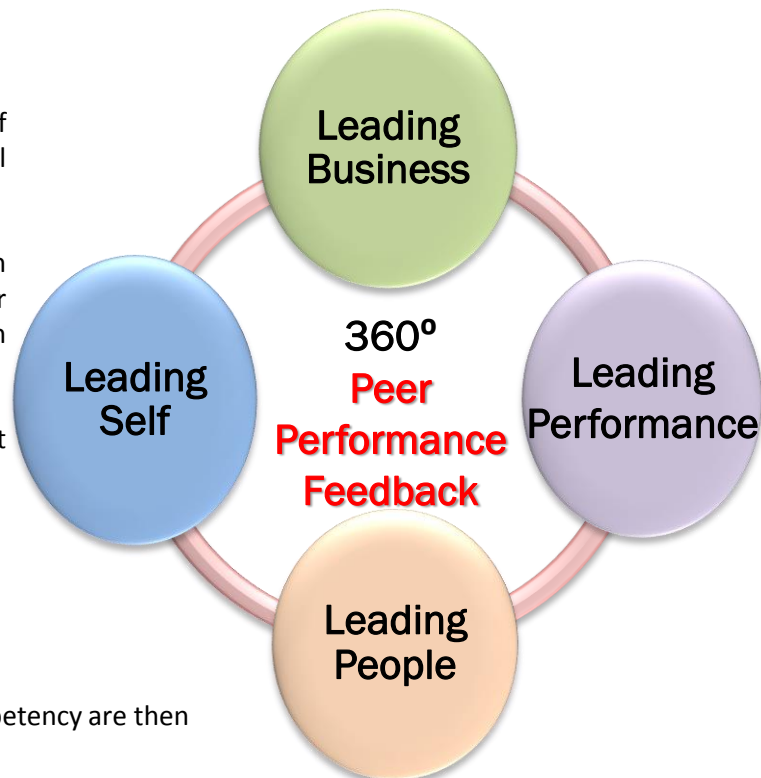 Leading
Business
Leading
Self
360º
Peer
Performance
Feedback
Leading
Performance
Leading
People
petency are then